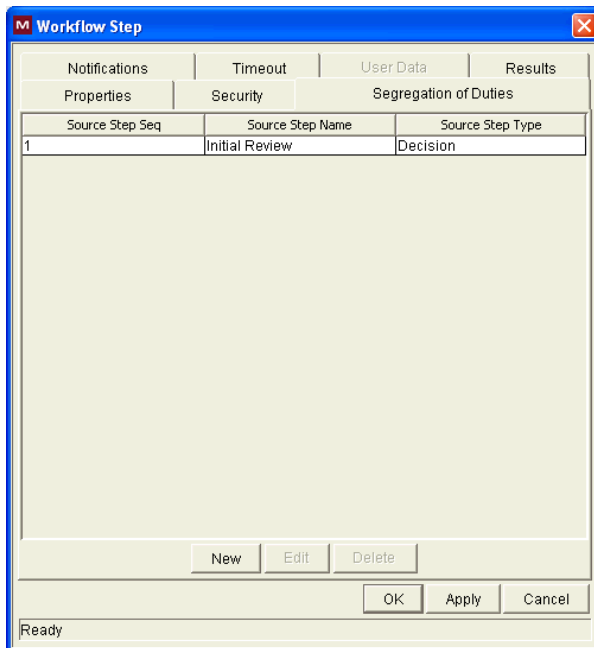 M Workflow Step
Notifications Timeout User Data Results
Properties Security Segregation of Duties
Source Step Seq Source Step Name Source Step Type
1 Initial Review Decision
New Edit Delete
OK Apply Cancel
Ready